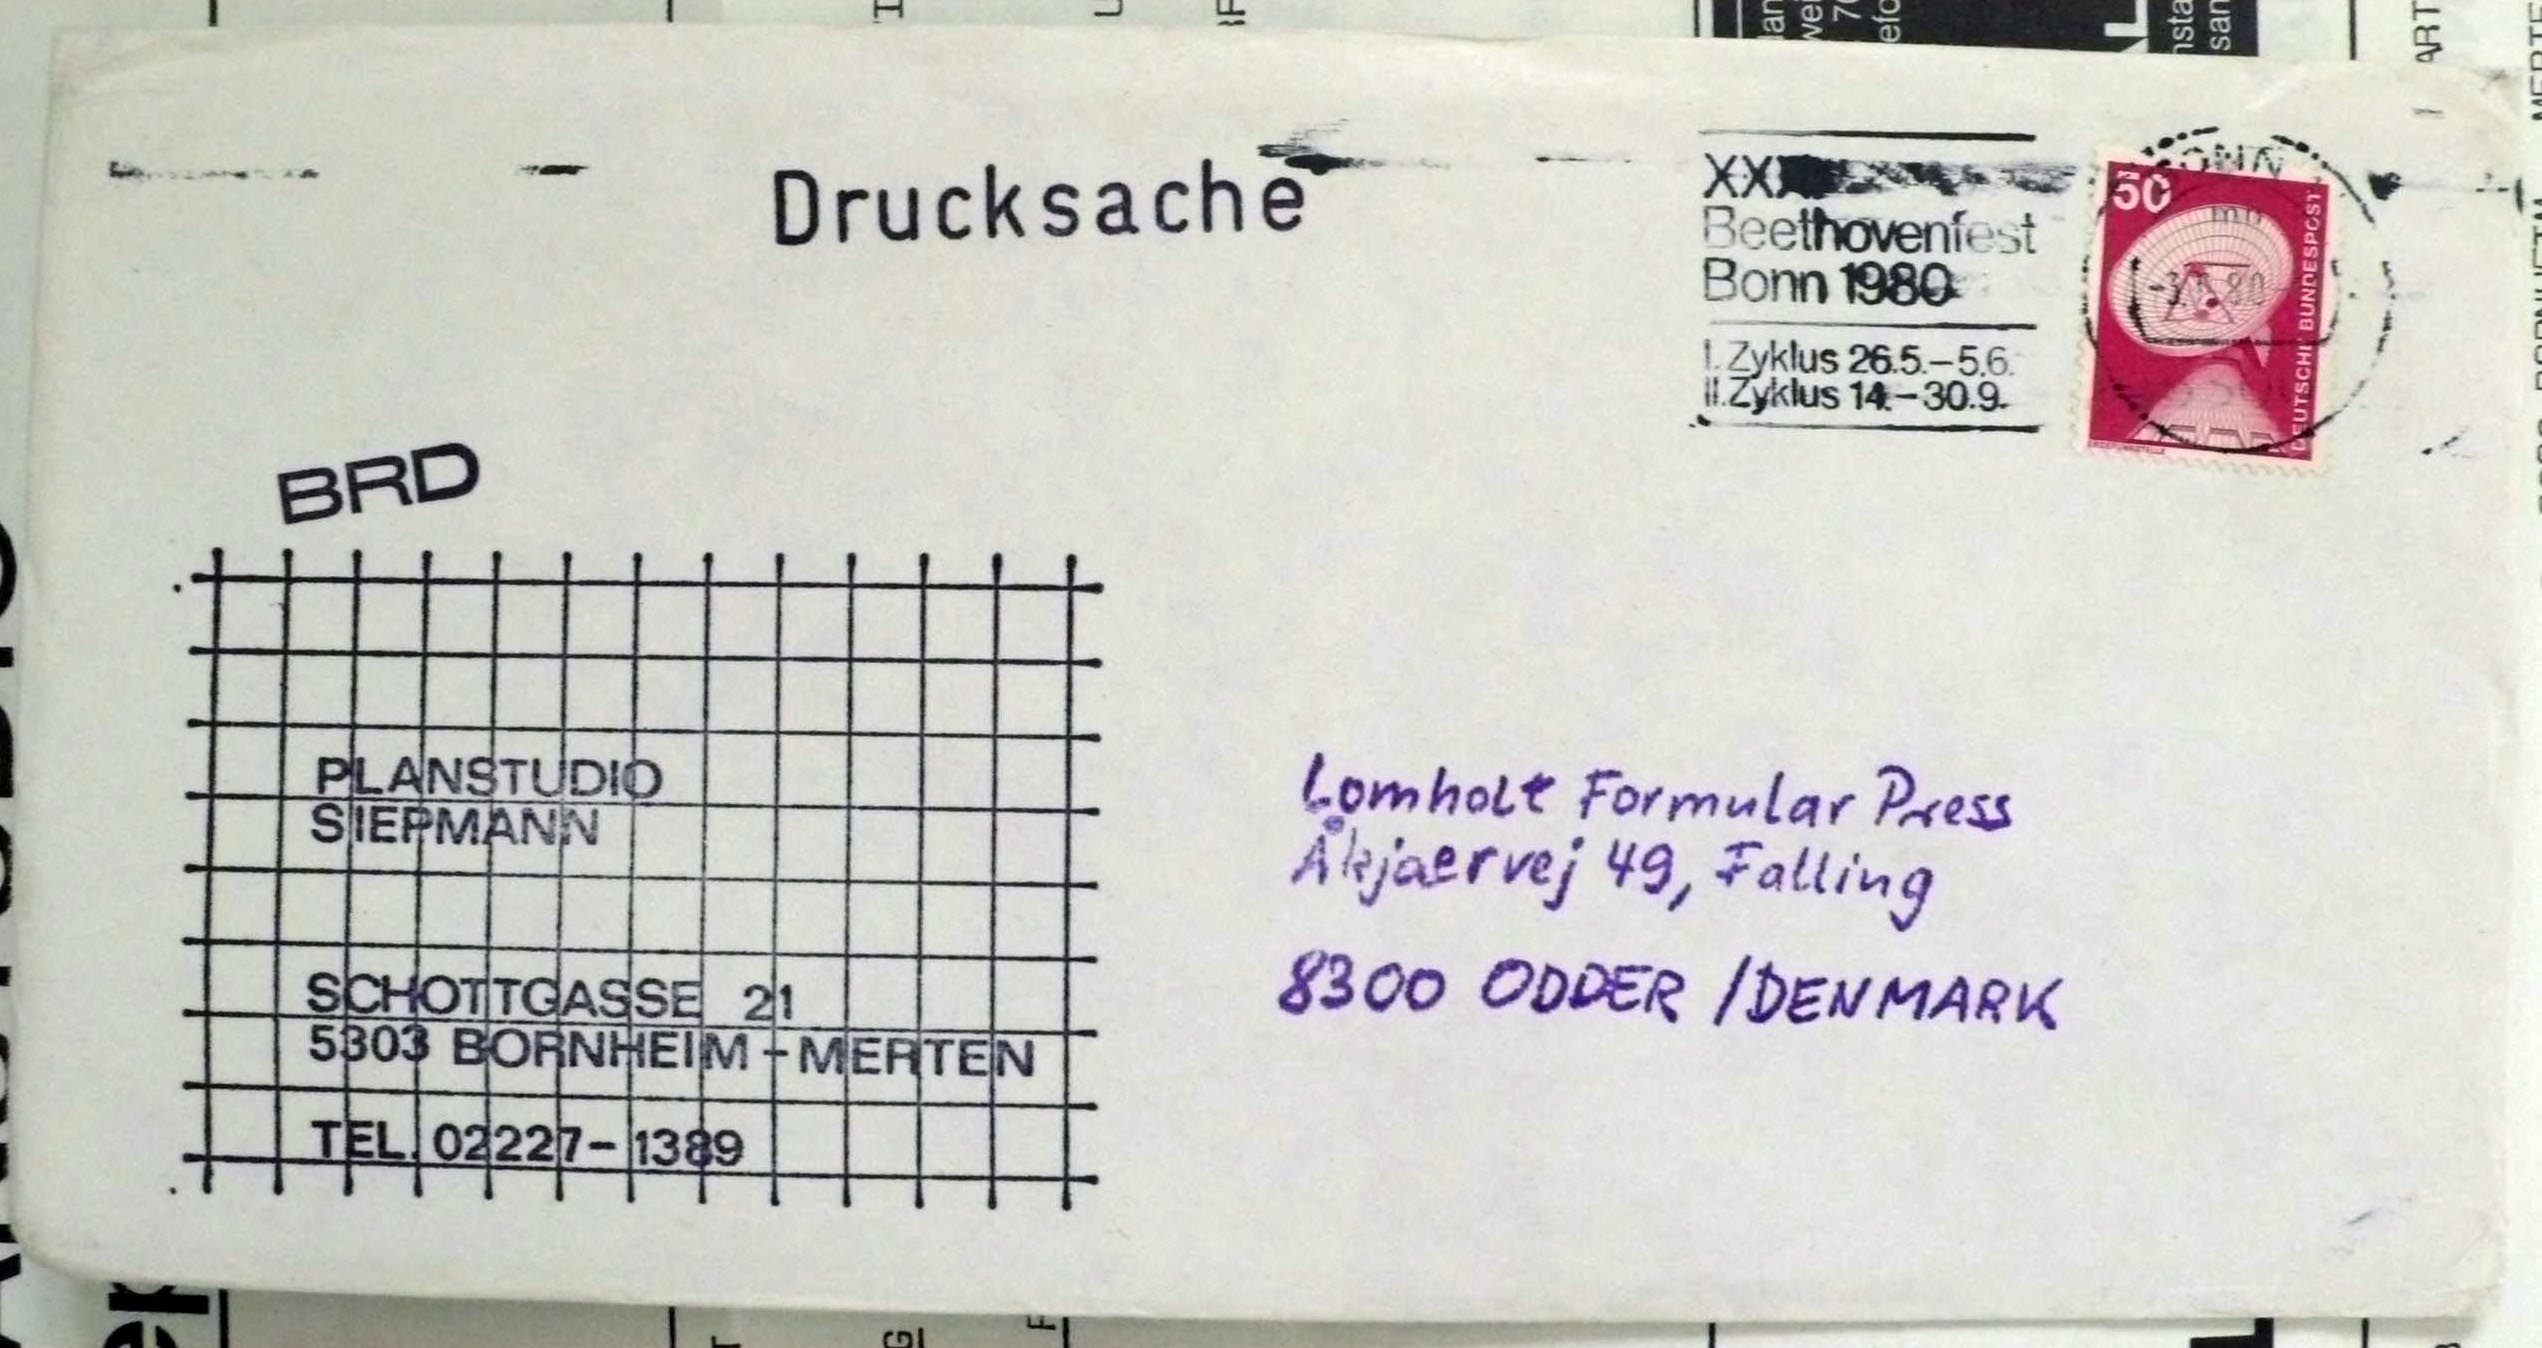 Drucksache
Beethovenfest
Bonn 1980
I. Zyklus 26.5.–5.6.
II. Zyklus 14.–30.9.
50
DEUTSCHE BUNDESPOST
BONN
BRD
PLANSTUDIO
SIEPMANN
SCHOTTGASSE 21
5303 BORNHEIM-MERTEN
TEL. 02227-1389
Lomholt Formular Press
Åkjaervej 49, Falling
8300 ODDER /DENMARK